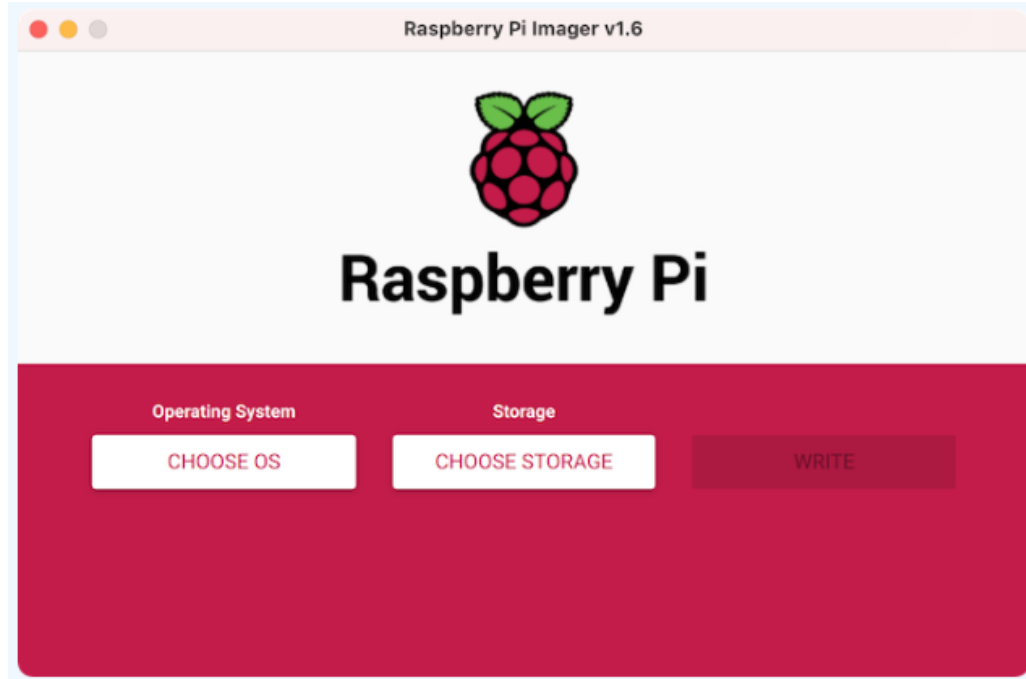 Raspberry Pi Imager v1.6
Raspberry Pi
Operating System
Storage
CHOOSE OS
CHOOSE STORAGE
WRITE